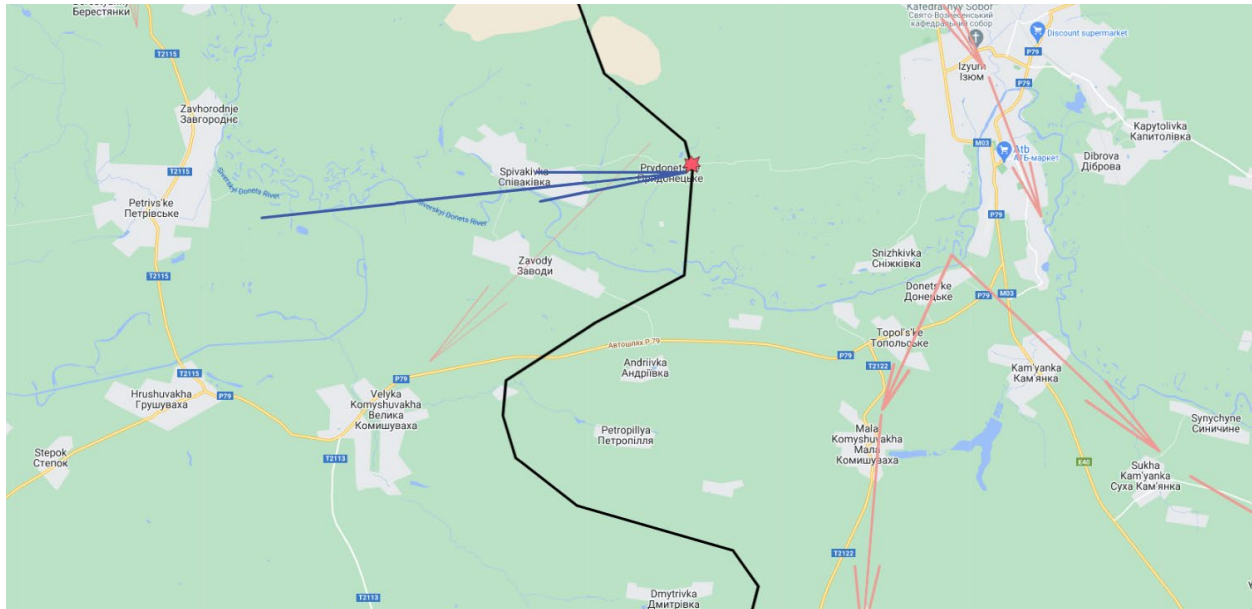 Берестянки
T2115
P79
Kafedralʹnyy Sobor
Свято-Вознесенський
кафедральний собор
Discount supermarket
P79
Izyum
Ізюм
P79
Zavhorodnje
Завгороднє
Kapytolivka
Капитолівка
M03
Atb
АТБ-маркет
Dibrova
Діброва
T2115
Spivakivka
Співаківка
Придонецьке
Siverskyi Donets River
Siverskyi Donets River
Petrivs'ke
Петрівське
P79
Snizhkivka
Сніжківка
Zavody
Заводи
T2115
Donets'ke
Донецьке
P79
M03
Topol's'ke
Топольське
Автошлях P 79
P79
T2122
Andriivka
Андріївка
Kam'yanka
Кам'янка
T2115
P79
Hrushuvakha
Грушуваха
P79
Velyka
Komyshuvakha
Велика
Комишуваха
Synychyne
Синичине
Petropillya
Петропілля
Mala
Komyshuvakha
Мала
Комишуваха
Stepok
Степок
T2113
E40
Sukha
Kam'yanka
Суха Кам'янка
T2122
Dmytrivka
Дмитрівка
T2113